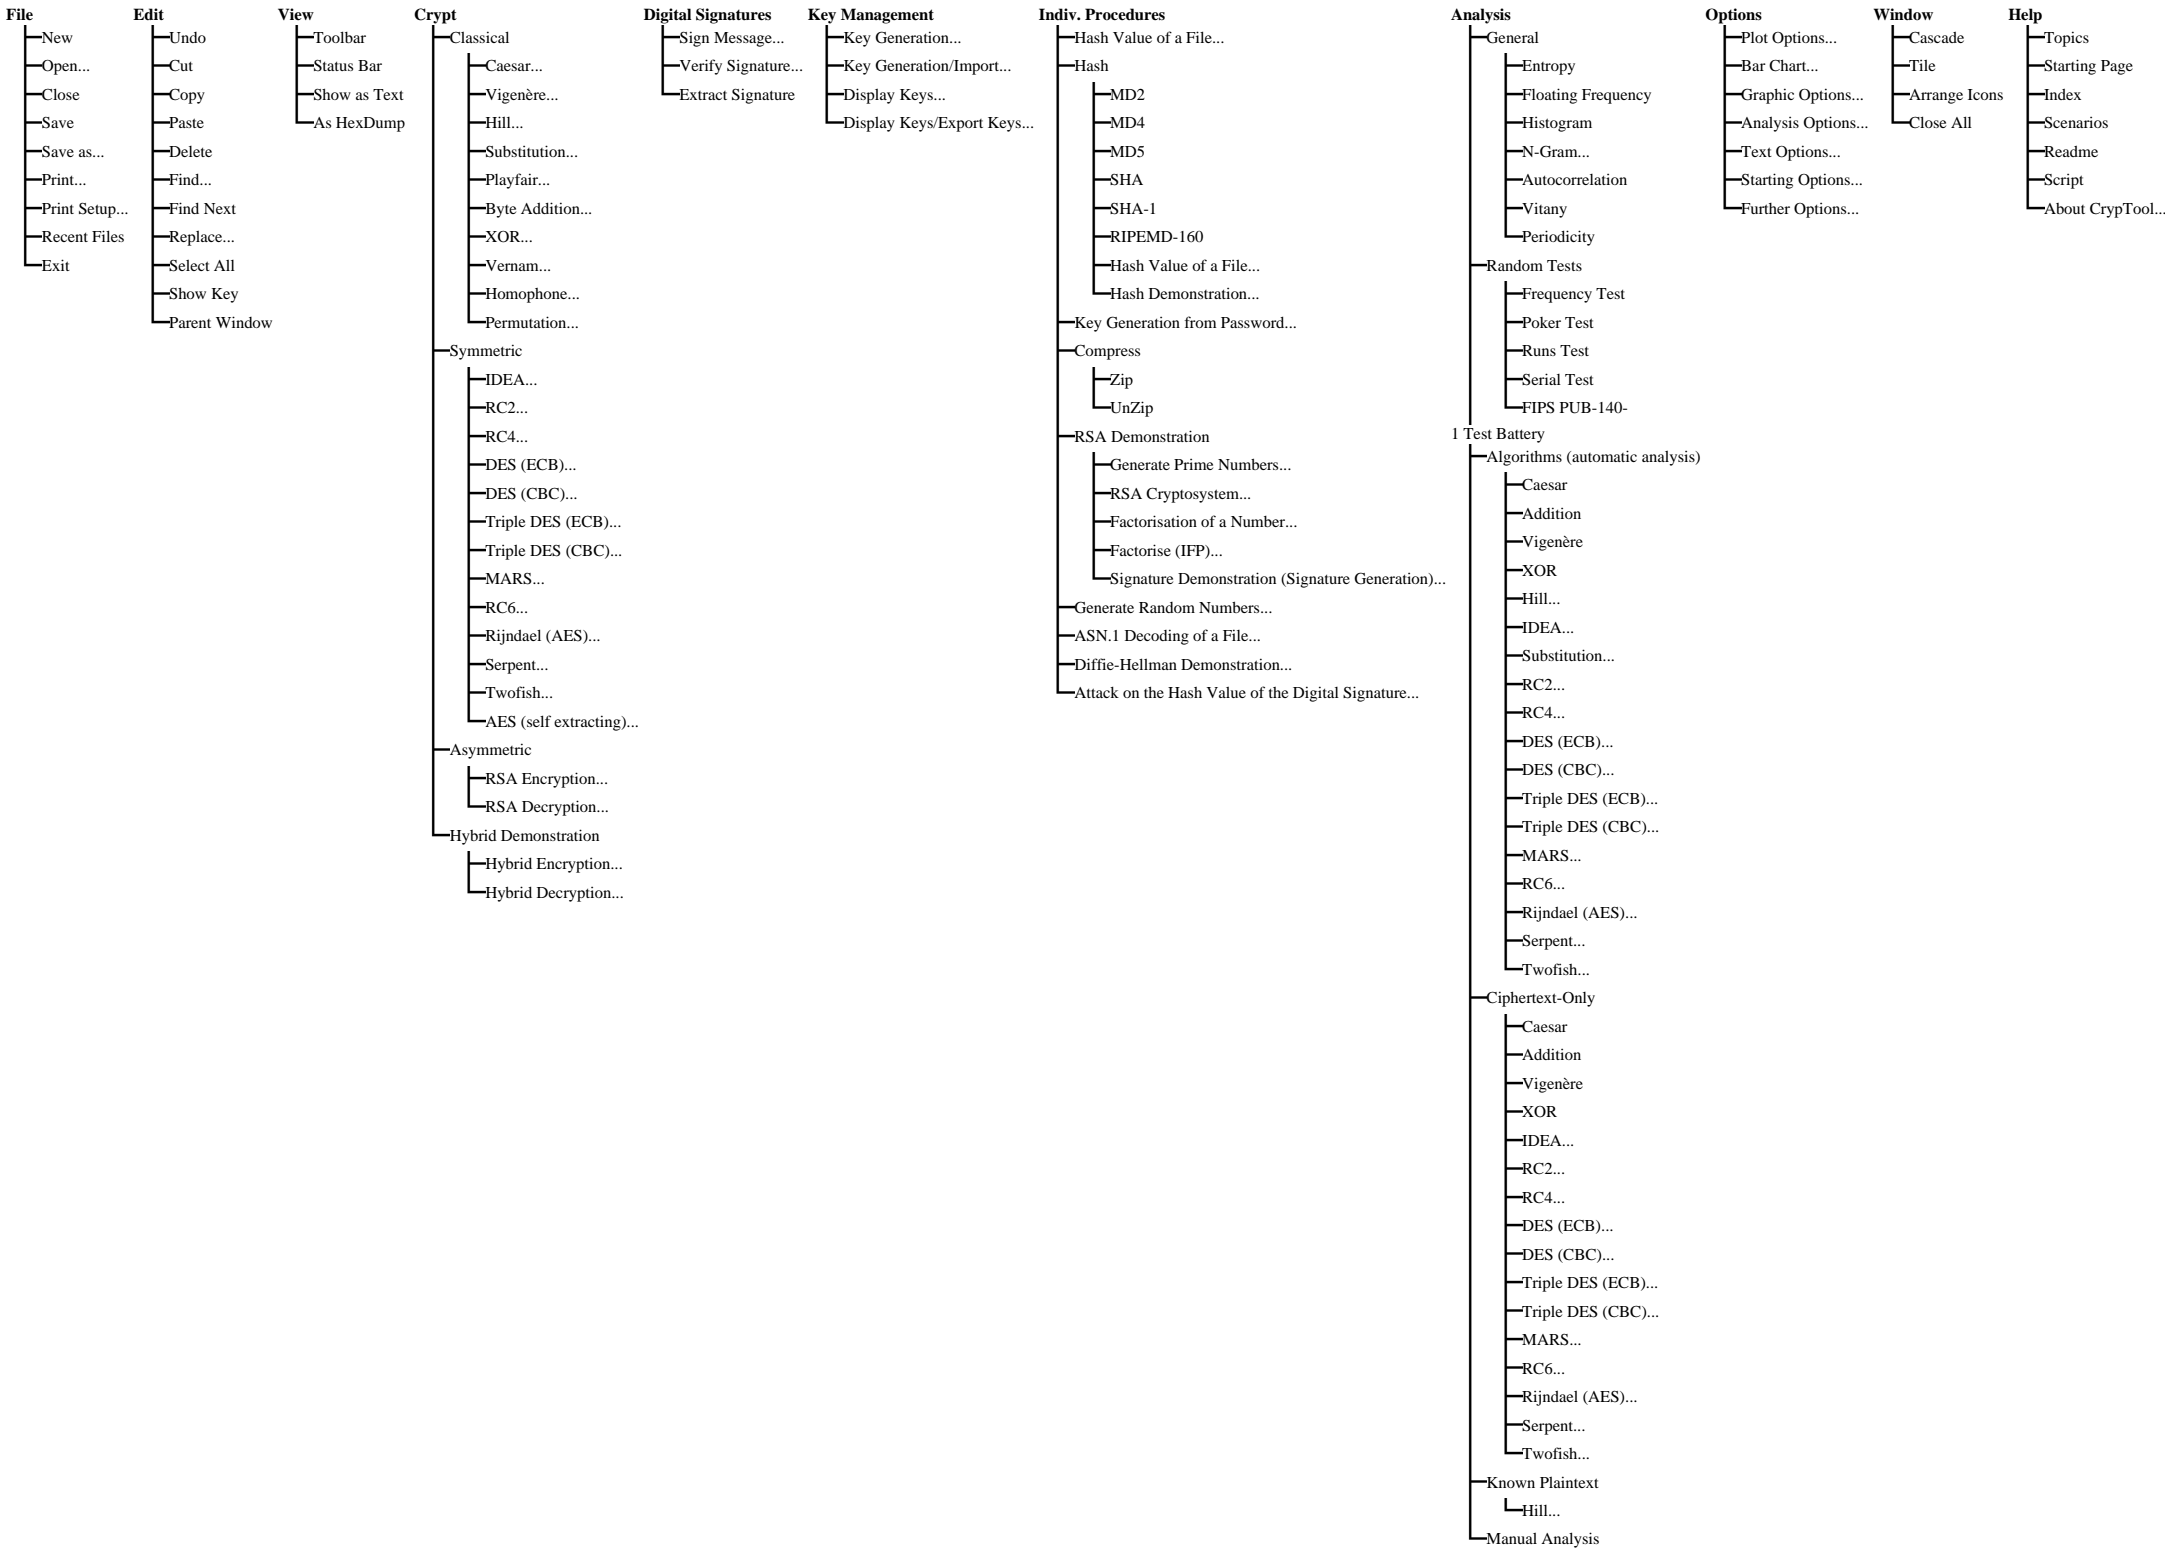 File
New
Open...
Close
Save
Save as...
Print...
Print Setup...
Recent Files
Exit
Edit
Undo
Cut
Copy
Paste
Delete
Find...
Find Next
Replace...
Select All
Show Key
Parent Window
View
Toolbar
Status Bar
Show as Text
As HexDump
Crypt
Classical
Caesar...
Vigenère...
Hill...
Substitution...
Playfair...
Byte Addition...
XOR...
Vernam...
Homophone...
Permutation...
Symmetric
IDEA...
RC2...
RC4...
DES (ECB)...
DES (CBC)...
Triple DES (ECB)...
Triple DES (CBC)...
MARS...
RC6...
Rijndael (AES)...
Serpent...
Twofish...
AES (self extracting)...
Asymmetric
RSA Encryption...
RSA Decryption...
Hybrid Demonstration
Hybrid Encryption...
Hybrid Decryption...
Digital Signatures
Sign Message...
Verify Signature...
Extract Signature
Key Management
Key Generation...
Key Generation/Import...
Display Keys...
Display Keys/Export Keys...
Indiv. Procedures
Hash Value of a File...
Hash
MD2
MD4
MD5
SHA
SHA-1
RIPEMD-160
Hash Value of a File...
Hash Demonstration...
Key Generation from Password...
Compress
Zip
UnZip
RSA Demonstration
Generate Prime Numbers...
RSA Cryptosystem...
Factorisation of a Number...
Factorise (IFP)...
Signature Demonstration (Signature Generation)...
Generate Random Numbers...
ASN.1 Decoding of a File...
Diffie-Hellman Demonstration...
Attack on the Hash Value of the Digital Signature...
Analysis
General
Entropy
Floating Frequency
Histogram
N-Gram...
Autocorrelation
Vitany
Periodicity
Random Tests
Frequency Test
Poker Test
Runs Test
Serial Test
FIPS PUB-140-
1 Test Battery
Algorithms (automatic analysis)
Caesar
Addition
Vigenère
XOR
Hill...
IDEA...
Substitution...
RC2...
RC4...
DES (ECB)...
DES (CBC)...
Triple DES (ECB)...
Triple DES (CBC)...
MARS...
RC6...
Rijndael (AES)...
Serpent...
Twofish...
Ciphertext-Only
Caesar
Addition
Vigenère
XOR
IDEA...
RC2...
RC4...
DES (ECB)...
DES (CBC)...
Triple DES (ECB)...
Triple DES (CBC)...
MARS...
RC6...
Rijndael (AES)...
Serpent...
Twofish...
Known Plaintext
Hill...
Manual Analysis
Options
Plot Options...
Bar Chart...
Graphic Options...
Analysis Options...
Text Options...
Starting Options...
Further Options...
Window
Cascade
Tile
Arrange Icons
Close All
Help
Topics
Starting Page
Index
Scenarios
Readme
Script
About CrypTool...